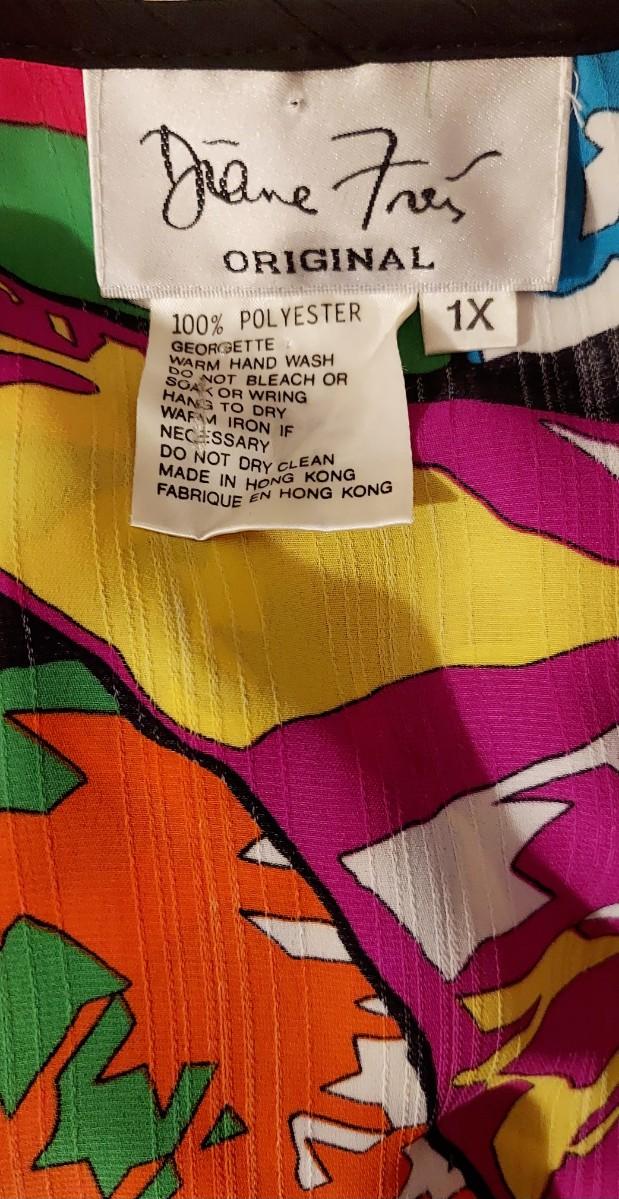 Diane Freis
ORIGINAL
1X
100% POLYESTER
GEORGETTE
WARM HAND WASH
DO NOT BLEACH OR
SOAK OR WRING
HANG TO DRY
WARM IRON IF
NECESSARY
DO NOT DRY CLEAN
MADE IN HONG KONG
FABRIQUE EN HONG KONG